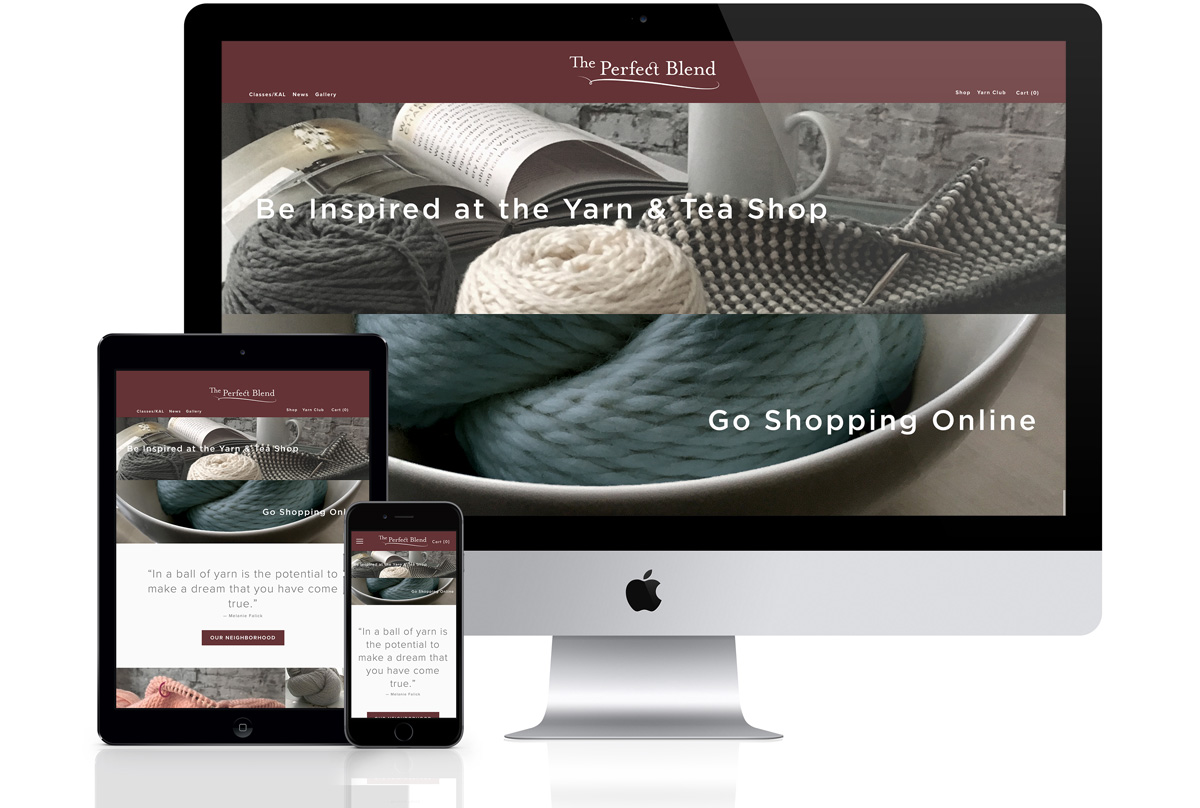 The Perfect Blend
Classes/KAL News Gallery
Shop Yarn Club Cart (0)
Be Inspired at the Yarn & Tea Shop
Go Shopping Online
The Perfect Blend
Classes/KAL News Gallery
Shop Yarn Club Cart (0)
Be Inspired at the Yarn & Tea Shop
Go Shopping Onl
“In a ball of yarn is the potential to
make a dream that you have come
true.”
— Melanie Falick
OUR NEIGHBORHOOD
The Perfect Blend
Cart (0)
Be Inspired at the Yarn & Tea Shop
Go Shopping Online
“In a ball of yarn is
the potential to
make a dream that
you have come
true.”
— Melanie Falick
OUR NEIGHBORHOOD